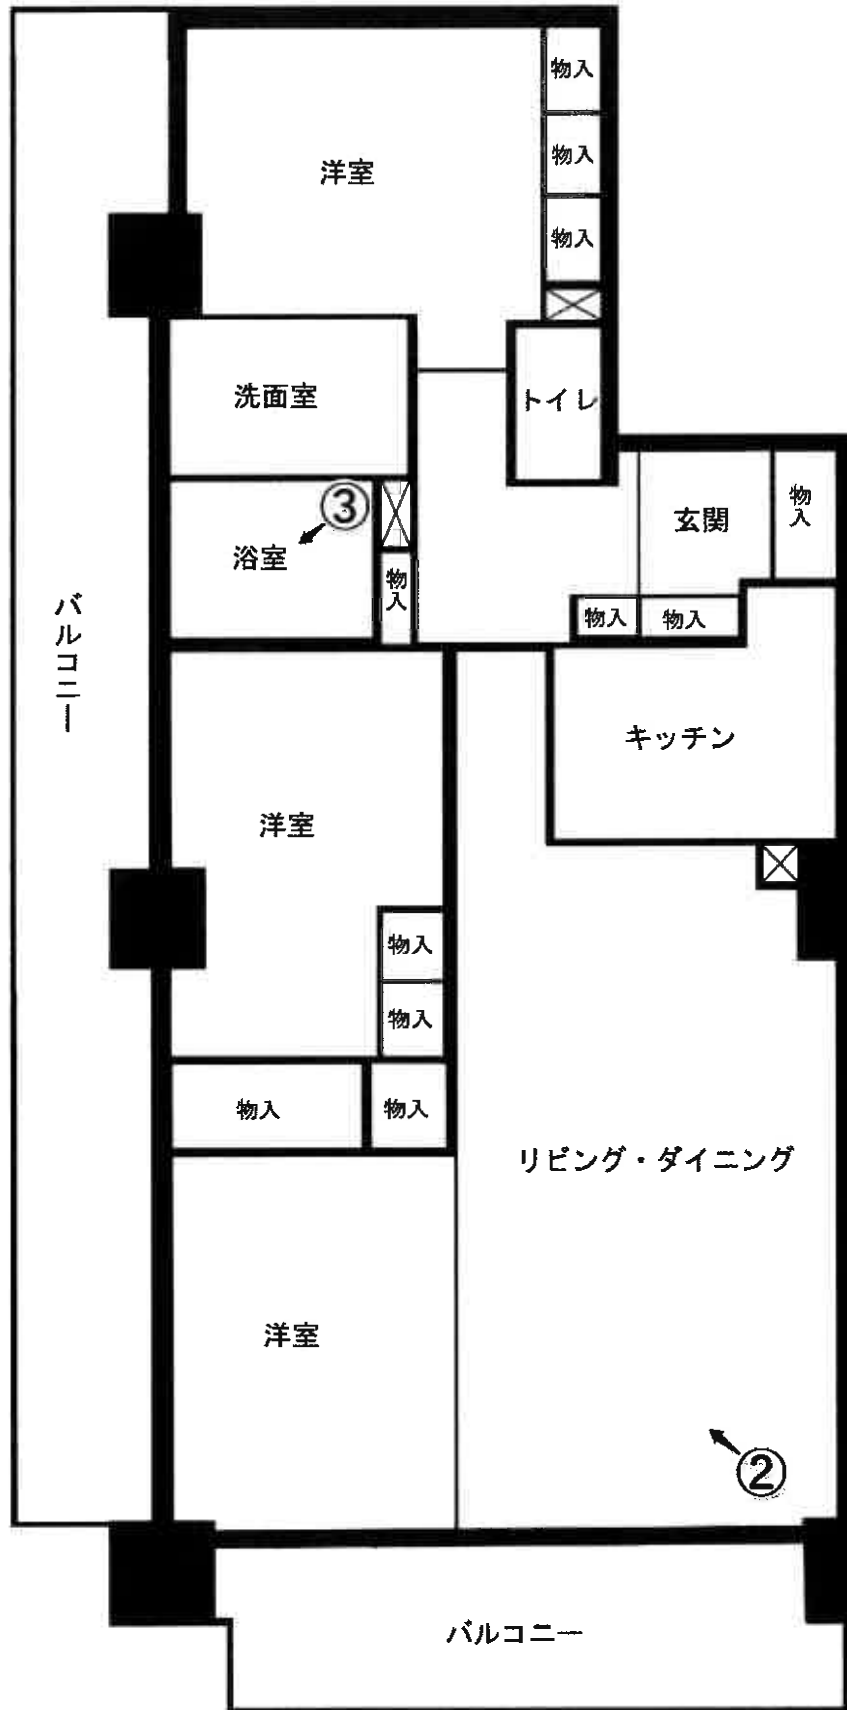 物入
物入
洋室
物入
トイレ
洗面室
物入
③
玄関
浴室
物入
バルコニー
物入
物入
キッチン
洋室
物入
物入
物入
物入
リビング・ダイニング
洋室
②
バルコニー